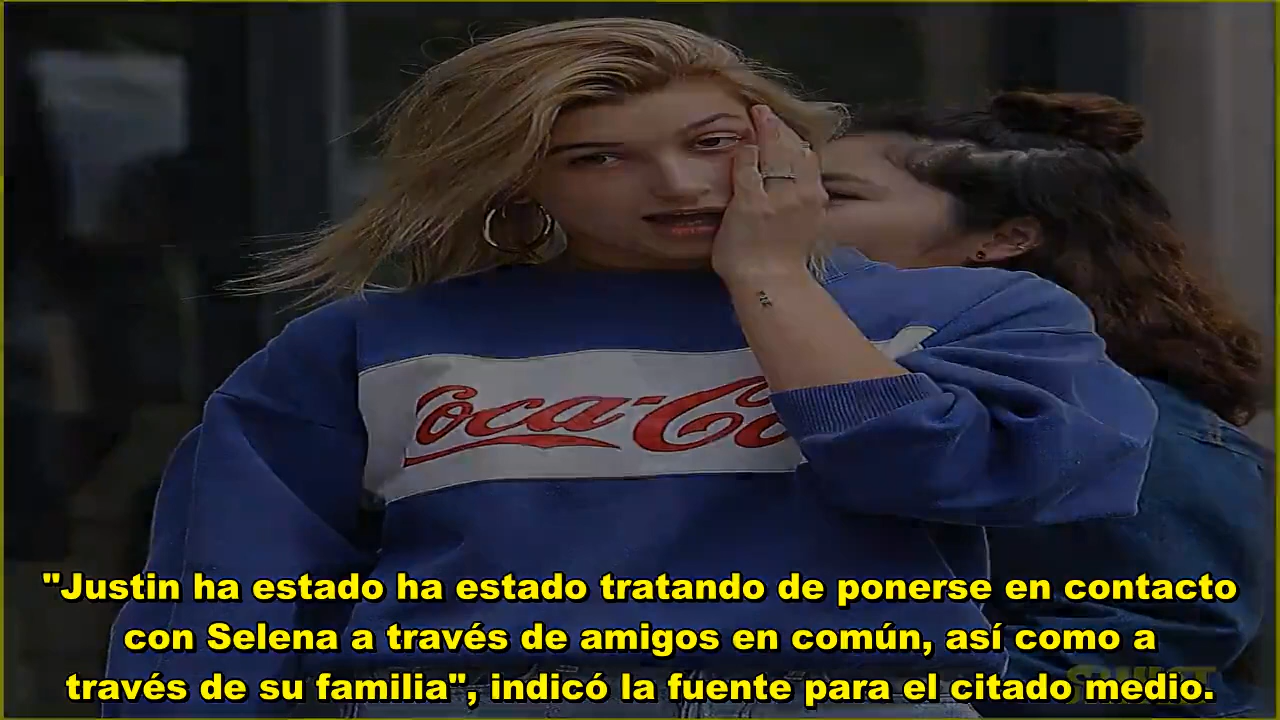 Coca-Co
"Justin ha estado ha estado tratando de ponerse en contacto
con Selena a través de amigos en común, así como a
través de su familia", indicó la fuente para el citado medio.